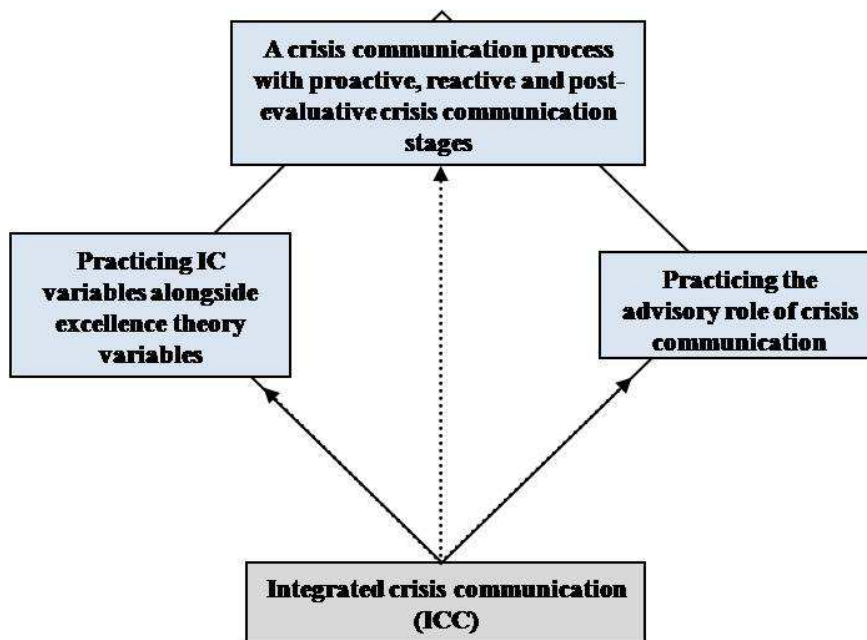 A crisis communication process
with proactive, reactive and post-
evaluative crisis communication
stages
Practicing IC
variables alongside
excellence theory
variables
Practicing the
advisory role of crisis
communication
Integrated crisis communication
(ICC)